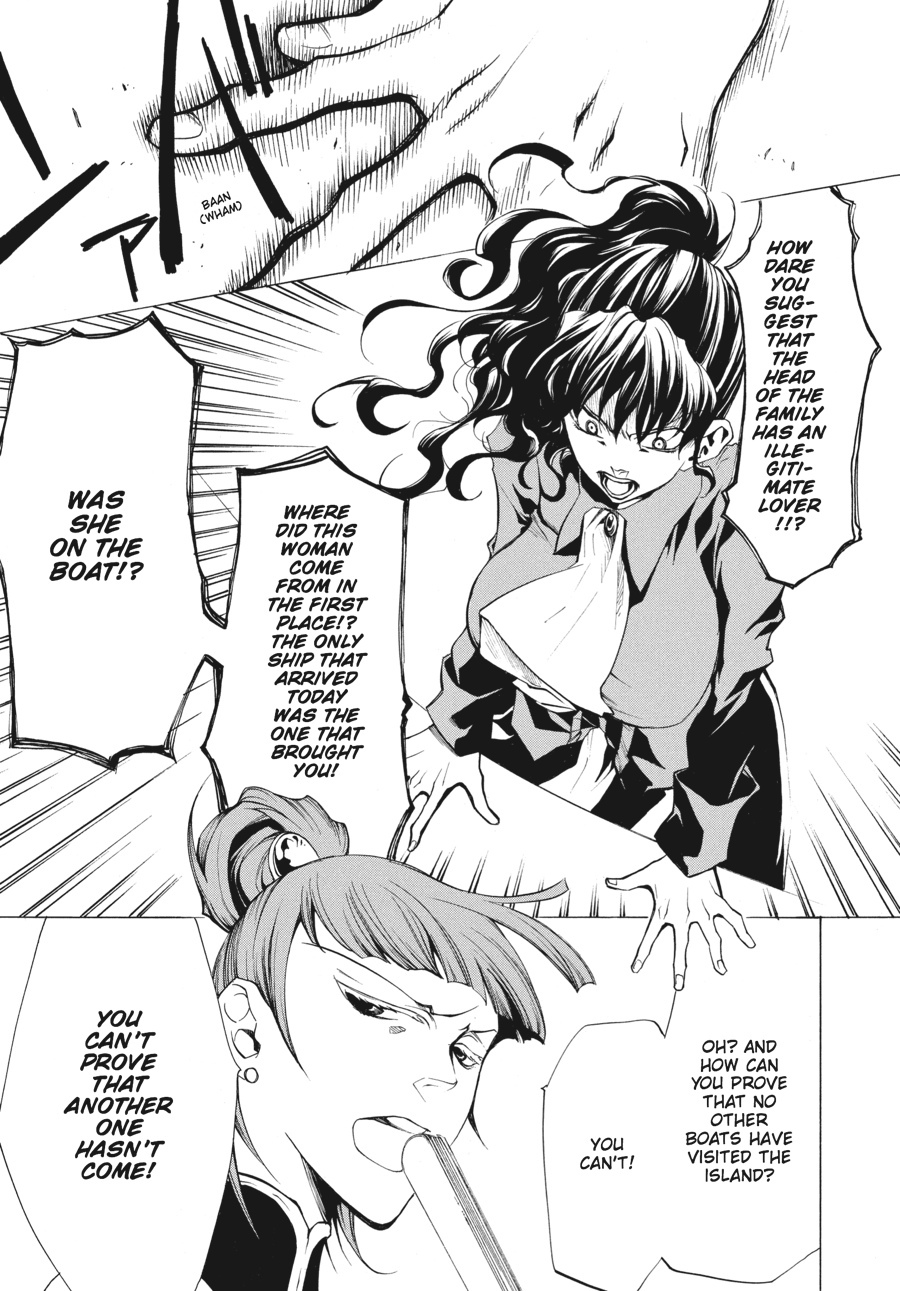 バァン
BAAN
(WHAM)
HOW
DARE
YOU
SUG-
GEST
THAT
THE
HEAD
OF THE
FAMILY
HAS AN
ILLE-
GITI-
MATE
LOVER
!!?
WHERE
DID THIS
WOMAN
COME
FROM IN
THE FIRST
PLACE!?
THE ONLY
SHIP THAT
ARRIVED
TODAY
WAS THE
ONE THAT
BROUGHT
YOU!
WAS
SHE
ON THE
BOAT!?
OH? AND
HOW CAN
YOU PROVE
THAT NO
OTHER
BOATS HAVE
VISITED THE
ISLAND?
YOU
CAN'T!
YOU
CAN'T
PROVE
THAT
ANOTHER
ONE
HASN'T
COME!